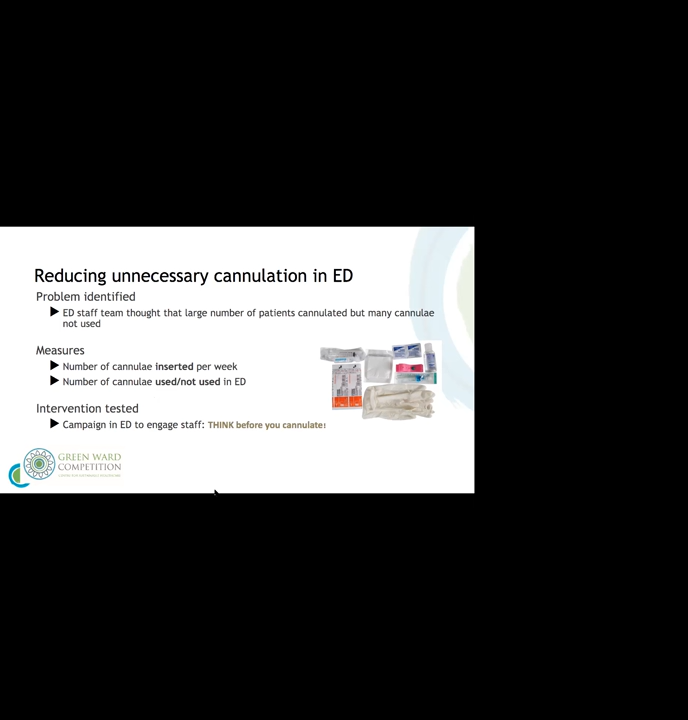 Reducing unnecessary cannulation in ED
Problem identified
ED staff team thought that large number of patients cannulated but many cannulae
not used
Measures
Number of cannulae inserted per week
Number of cannulae used/not used in ED
Intervention tested
Campaign in ED to engage staff: THINK before you cannulate!
GREEN WARD
COMPETITION